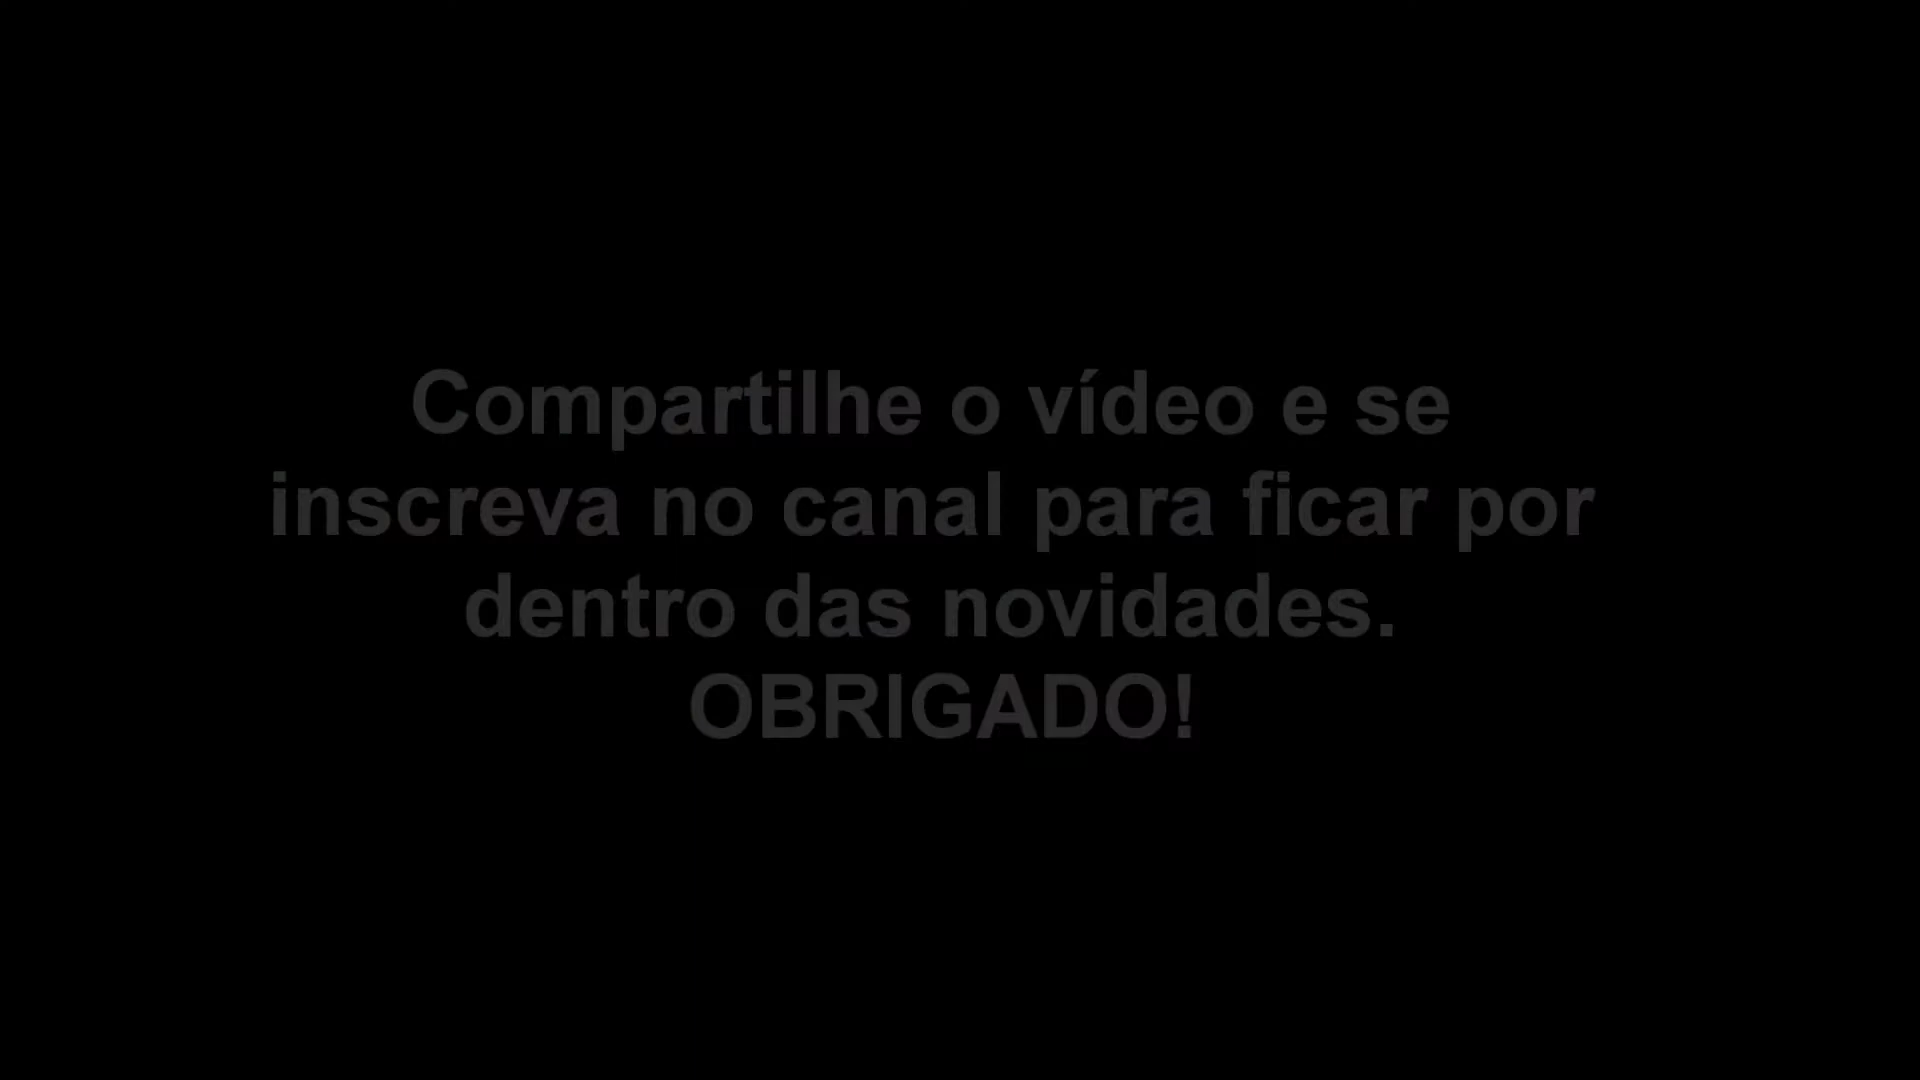 Compartilhe o vídeo e se
inscreva no canal para ficar por
dentro das novidades.
OBRIGADO!